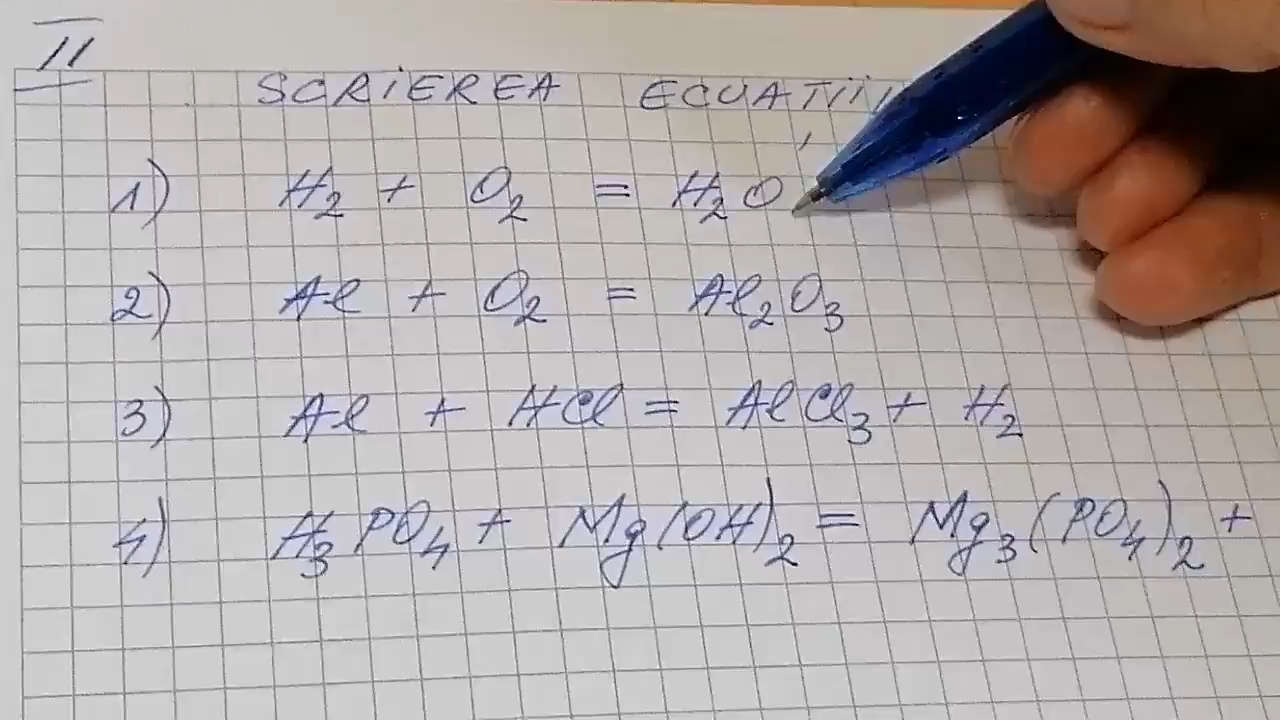 II
SCRIEREA ECUAȚII
1) H₂ + O₂ = H₂O
2) Al + O₂ = Al₂O₃
3) Al + HCl = AlCl₃ + H₂
4) H₃PO₄ + Mg(OH)₂ = Mg₃(PO₄)₂ +